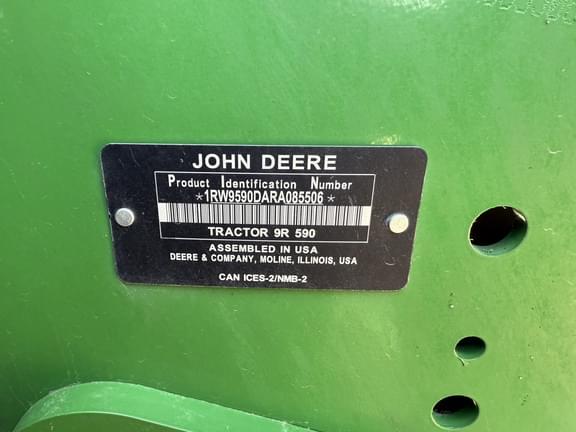 JOHN DEERE
Product Identification Number
*1RW9590DARA085506*
TRACTOR 9R 590
ASSEMBLED IN USA
DEERE & COMPANY, MOLINE, ILLINOIS, USA
CAN ICES-2/NMB-2